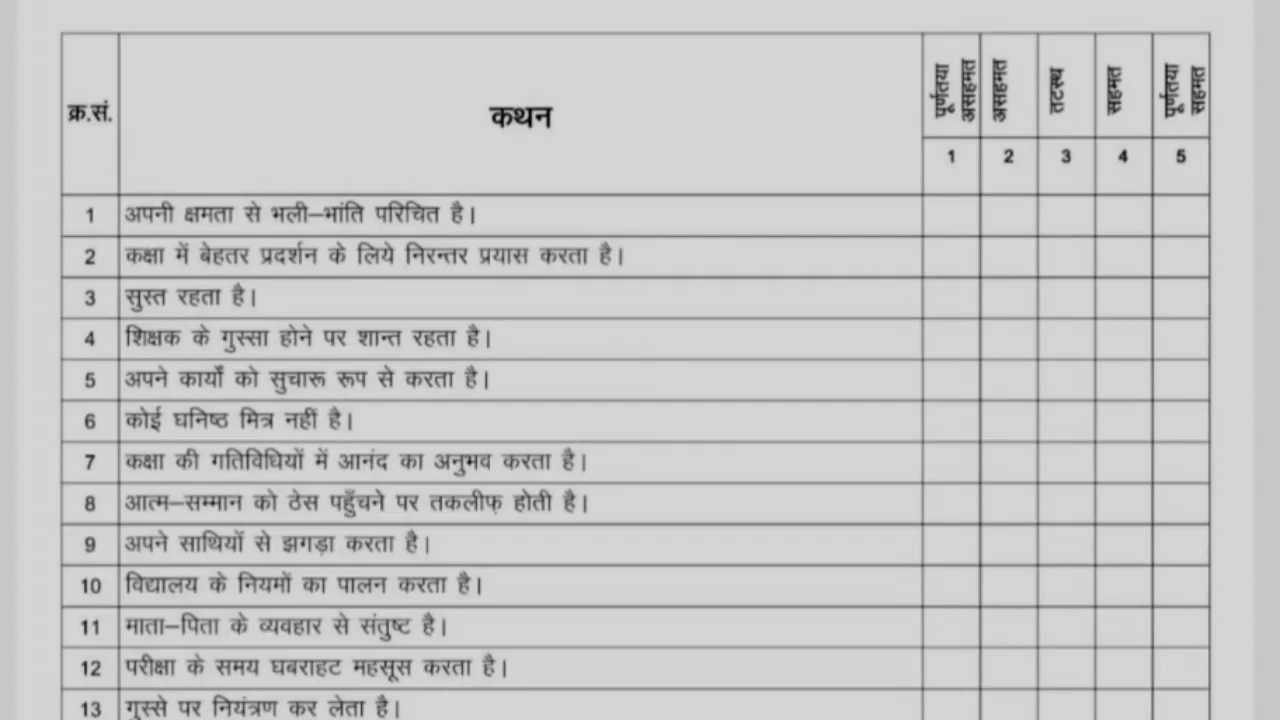 क्र.सं.
कथन
पूर्णतया असहमत
असहमत
तटस्थ
सहमत
पूर्णतया सहमत
1 2 3 4 5
1 अपनी क्षमता से भली–भांति परिचित है।
2 कक्षा में बेहतर प्रदर्शन के लिये निरन्तर प्रयास करता है।
3 सुस्त रहता है।
4 शिक्षक के गुस्सा होने पर शान्त रहता है।
5 अपने कार्यों को सुचारू रूप से करता है।
6 कोई घनिष्ठ मित्र नहीं है।
7 कक्षा की गतिविधियों में आनंद का अनुभव करता है।
8 आत्म–सम्मान को ठेस पहुँचने पर तकलीफ़ होती है।
9 अपने साथियों से झगड़ा करता है।
10 विद्यालय के नियमों का पालन करता है।
11 माता–पिता के व्यवहार से संतुष्ट है।
12 परीक्षा के समय घबराहट महसूस करता है।
13 गुस्से पर नियंत्रण कर लेता है।